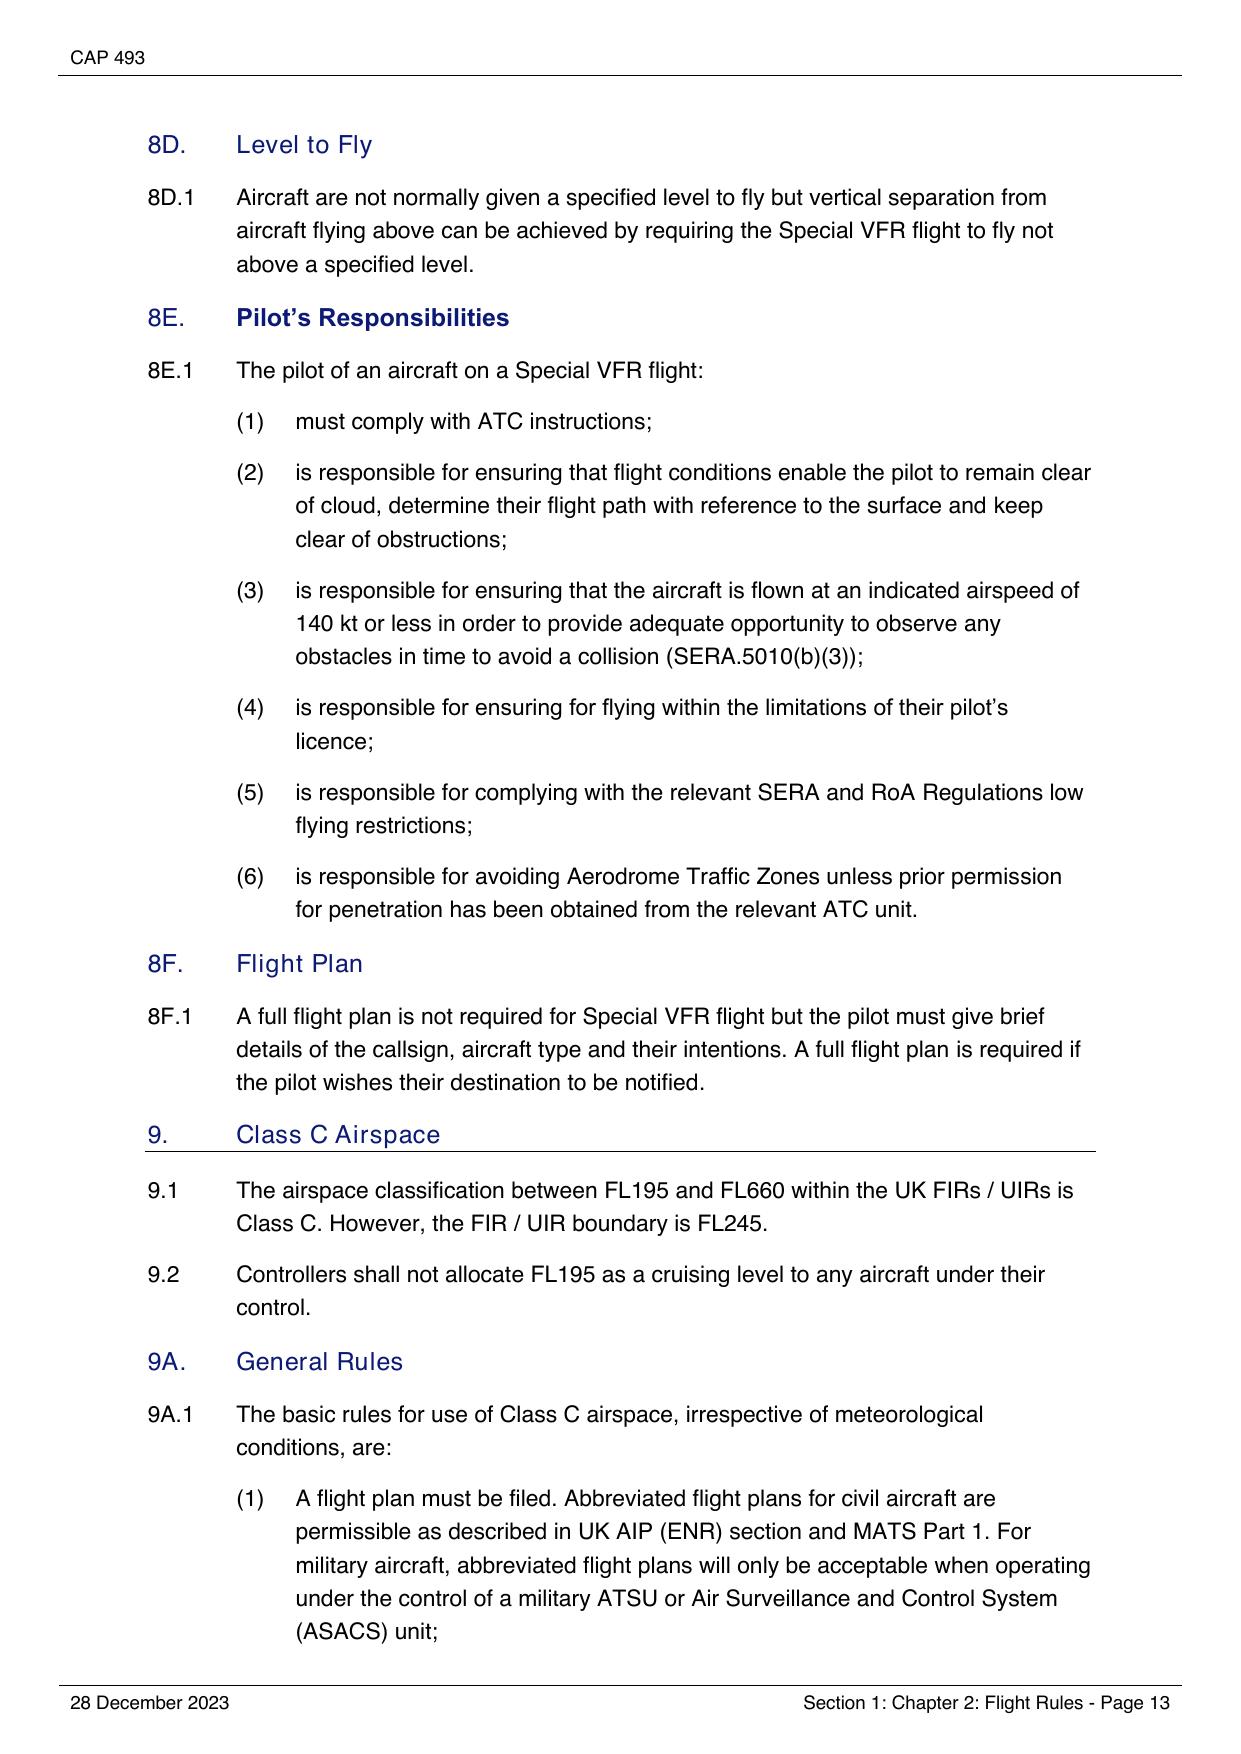 CAP 493
8D. Level to Fly
8D.1 Aircraft are not normally given a specified level to fly but vertical separation from
aircraft flying above can be achieved by requiring the Special VFR flight to fly not
above a specified level.
8E. Pilot’s Responsibilities
8E.1 The pilot of an aircraft on a Special VFR flight:
(1) must comply with ATC instructions;
(2) is responsible for ensuring that flight conditions enable the pilot to remain clear
of cloud, determine their flight path with reference to the surface and keep
clear of obstructions;
(3) is responsible for ensuring that the aircraft is flown at an indicated airspeed of
140 kt or less in order to provide adequate opportunity to observe any
obstacles in time to avoid a collision (SERA.5010(b)(3));
(4) is responsible for ensuring for flying within the limitations of their pilot’s
licence;
(5) is responsible for complying with the relevant SERA and RoA Regulations low
flying restrictions;
(6) is responsible for avoiding Aerodrome Traffic Zones unless prior permission
for penetration has been obtained from the relevant ATC unit.
8F. Flight Plan
8F.1 A full flight plan is not required for Special VFR flight but the pilot must give brief
details of the callsign, aircraft type and their intentions. A full flight plan is required if
the pilot wishes their destination to be notified.
9. Class C Airspace
9.1 The airspace classification between FL195 and FL660 within the UK FIRs / UIRs is
Class C. However, the FIR / UIR boundary is FL245.
9.2 Controllers shall not allocate FL195 as a cruising level to any aircraft under their
control.
9A. General Rules
9A.1 The basic rules for use of Class C airspace, irrespective of meteorological
conditions, are:
(1) A flight plan must be filed. Abbreviated flight plans for civil aircraft are
permissible as described in UK AIP (ENR) section and MATS Part 1. For
military aircraft, abbreviated flight plans will only be acceptable when operating
under the control of a military ATSU or Air Surveillance and Control System
(ASACS) unit;
28 December 2023 Section 1: Chapter 2: Flight Rules - Page 13